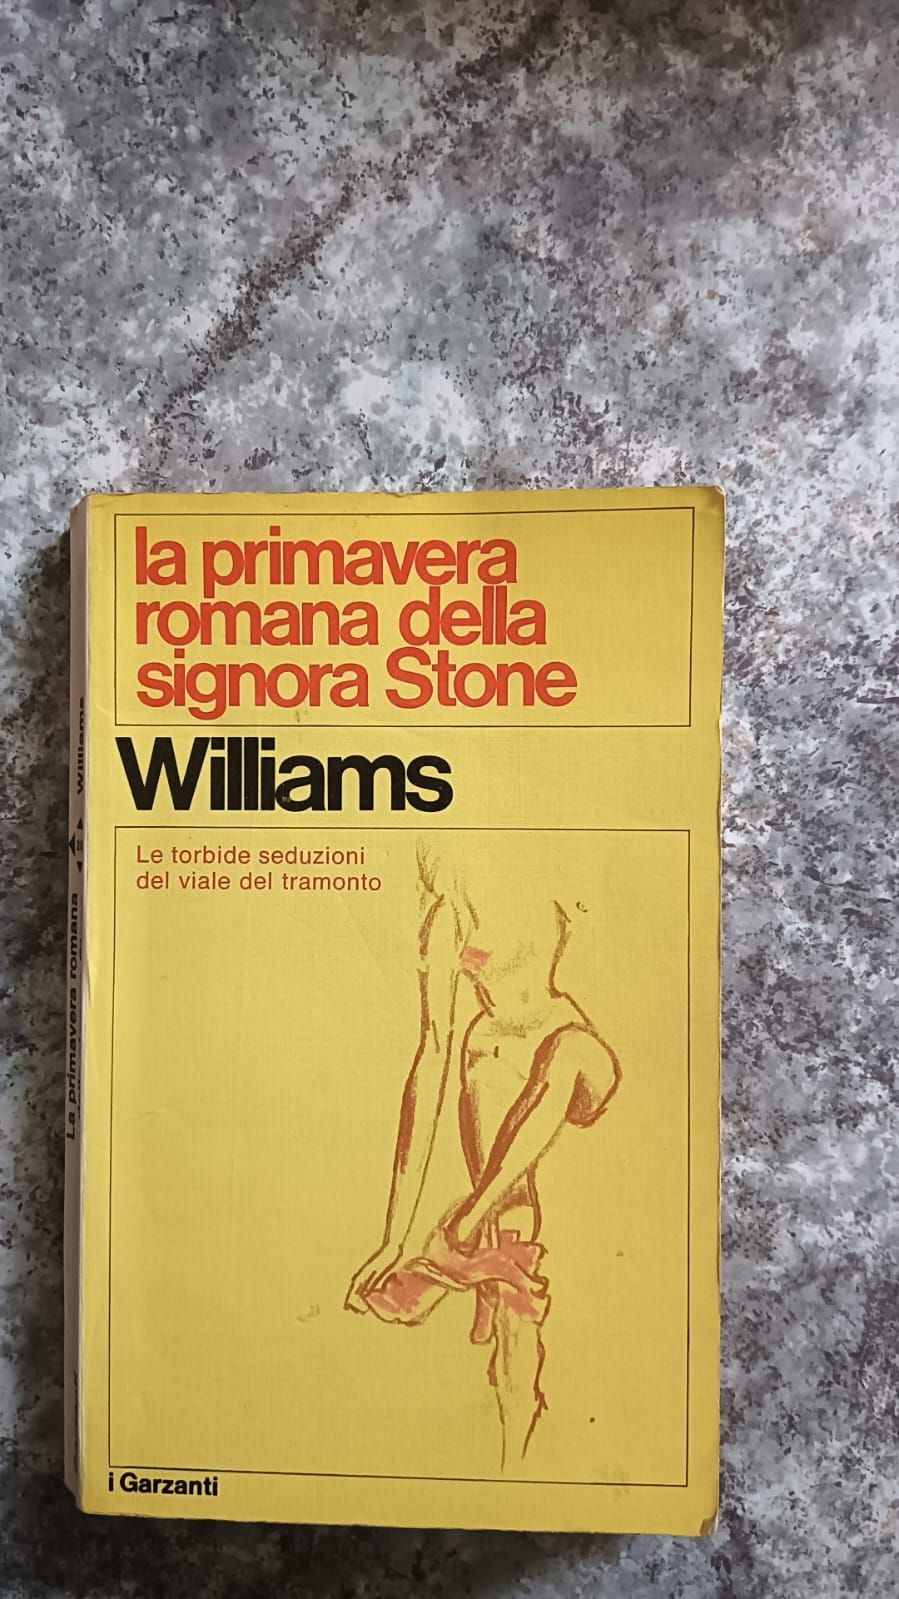 la primavera
romana della
signora Stone
Williams
Le torbide seduzioni
del viale del tramonto
i Garzanti
La primavera romana
Williams